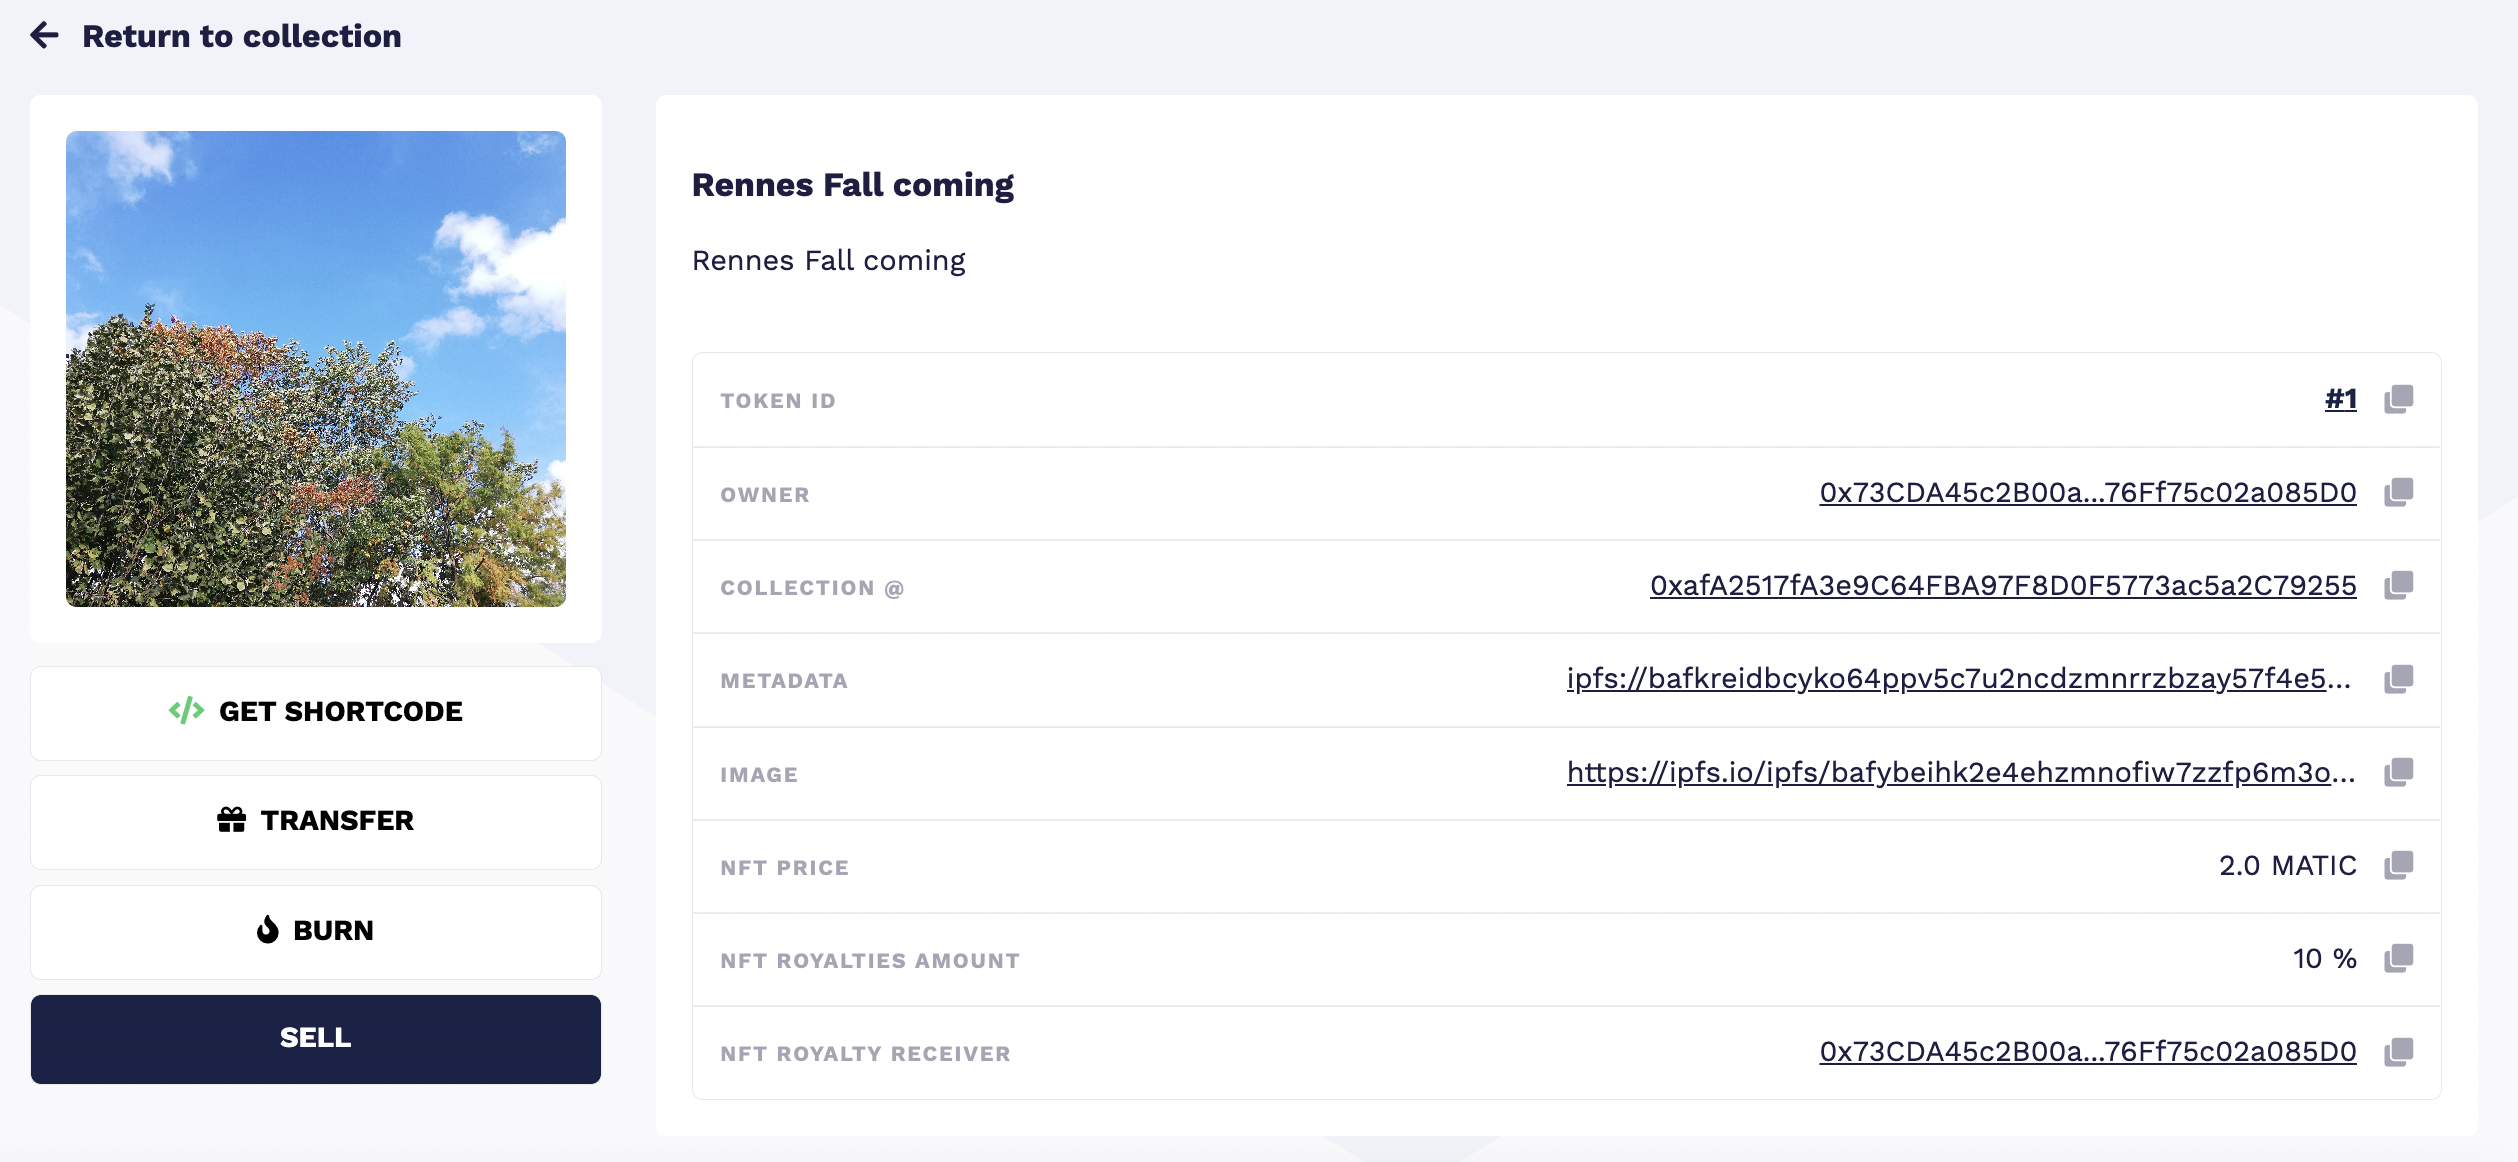 Return to collection
Rennes Fall coming
Rennes Fall coming
TOKEN ID #1
OWNER 0x73CDA45c2B00a...76Ff75c02a085D0
COLLECTION @ 0xafA2517fA3e9C64FBA97F8D0F5773ac5a2C79255
METADATA ipfs://bafkreidbcyko64ppv5c7u2ncdzmnrrzbzay57f4e5...
IMAGE https://ipfs.io/ipfs/bafybeihk2e4ehzmnofiw7zzfp6m3o...
NFT PRICE 2.0 MATIC
NFT ROYALTIES AMOUNT 10 %
NFT ROYALTY RECEIVER 0x73CDA45c2B00a...76Ff75c02a085D0
</> GET SHORTCODE
TRANSFER
BURN
SELL